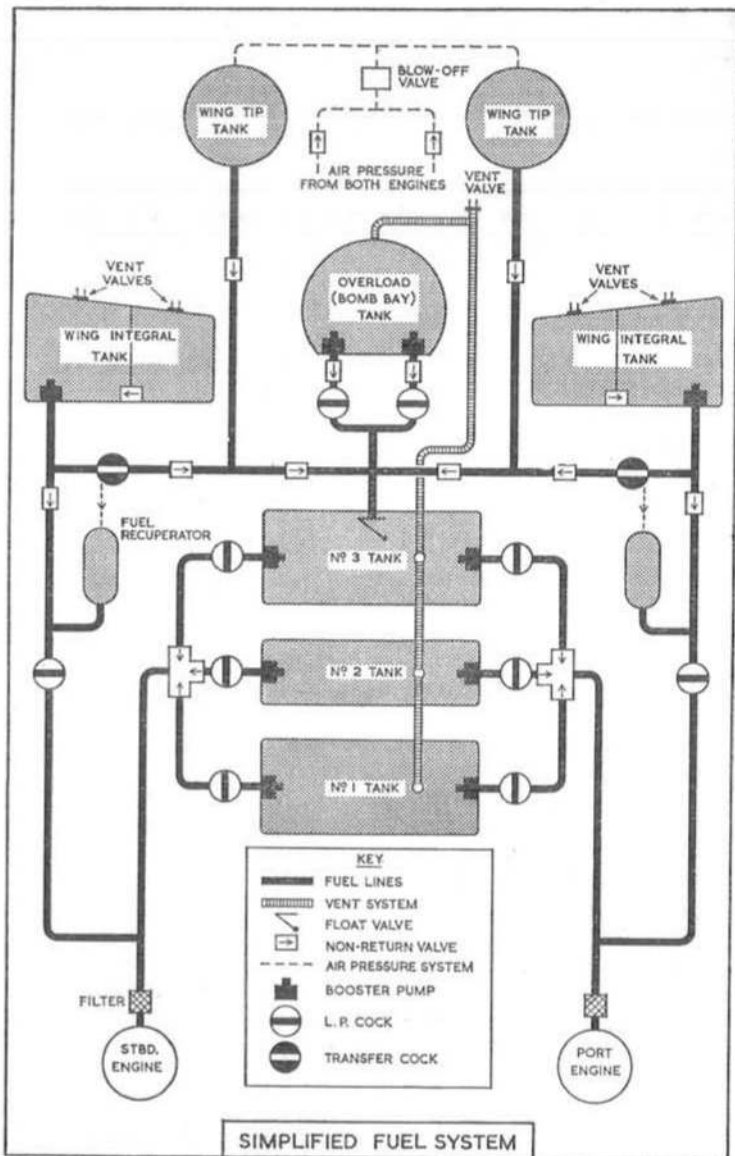 BLOW-OFF
VALVE
WING TIP
TANK
WING TIP
TANK
AIR PRESSURE
FROM BOTH ENGINES
VENT
VALVE
VENT
VALVES
OVERLOAD
(BOMB BAY)
TANK
VENT
VALVES
WING INTEGRAL
TANK
WING INTEGRAL
TANK
FUEL
RECUPERATOR
Nº 3 TANK
Nº 2 TANK
Nº 1 TANK
KEY
FUEL LINES
VENT SYSTEM
FLOAT VALVE
NON-RETURN VALVE
AIR PRESSURE SYSTEM
BOOSTER PUMP
L.P. COCK
TRANSFER COCK
FILTER
STBD.
ENGINE
PORT
ENGINE
SIMPLIFIED FUEL SYSTEM